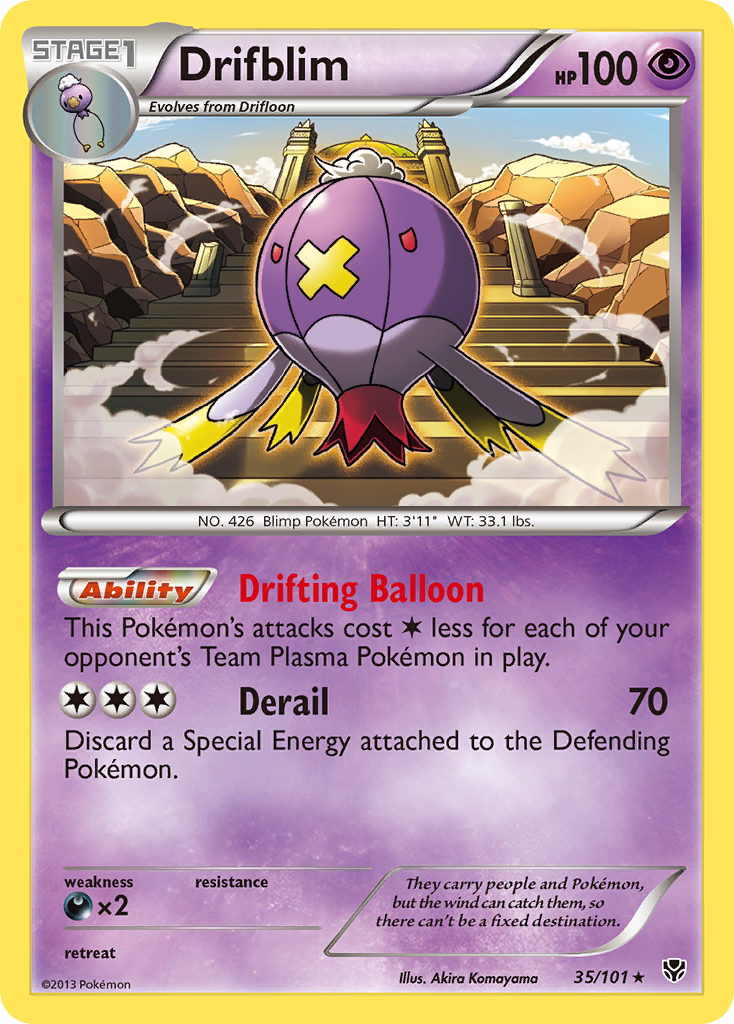 STAGE1
Drifblim
HP100
Evolves from Drifloon
NO. 426 Blimp Pokémon HT: 3'11" WT: 33.1 lbs.
Ability Drifting Balloon
This Pokémon's attacks cost less for each of your
opponent's Team Plasma Pokémon in play.
Derail 70
Discard a Special Energy attached to the Defending
Pokémon.
weakness resistance
×2
retreat
They carry people and Pokémon,
but the wind can catch them, so
there can't be a fixed destination.
©2013 Pokémon
Illus. Akira Komayama 35/101 ★